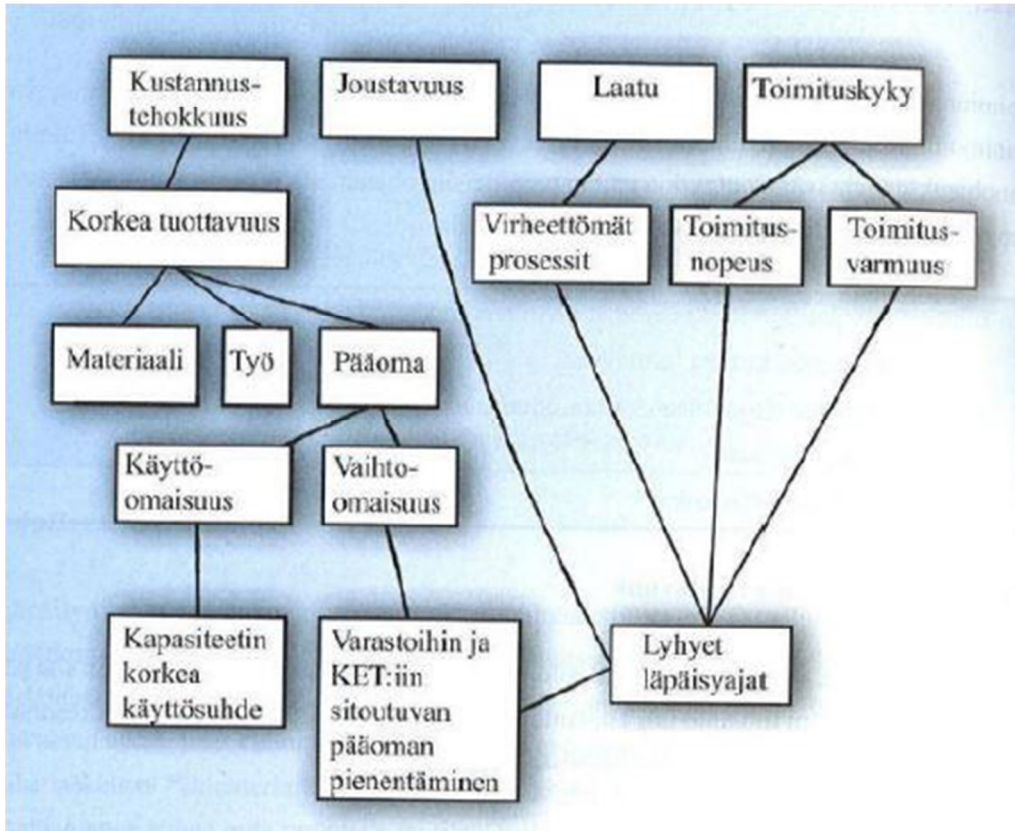 Kustannus-
tehokkuus
Joustavuus
Laatu
Toimituskyky
Korkea tuottavuus
Virheettömät
prosessit
Toimitus-
nopeus
Toimitus-
varmuus
Materiaali
Työ
Pääoma
Käyttö-
omaisuus
Vaihto-
omaisuus
Kapasiteetin
korkea
käyttösuhde
Varastoihin ja
KET:iin
sitoutuvan
pääoman
pienentäminen
Lyhyet
läpäisyajat